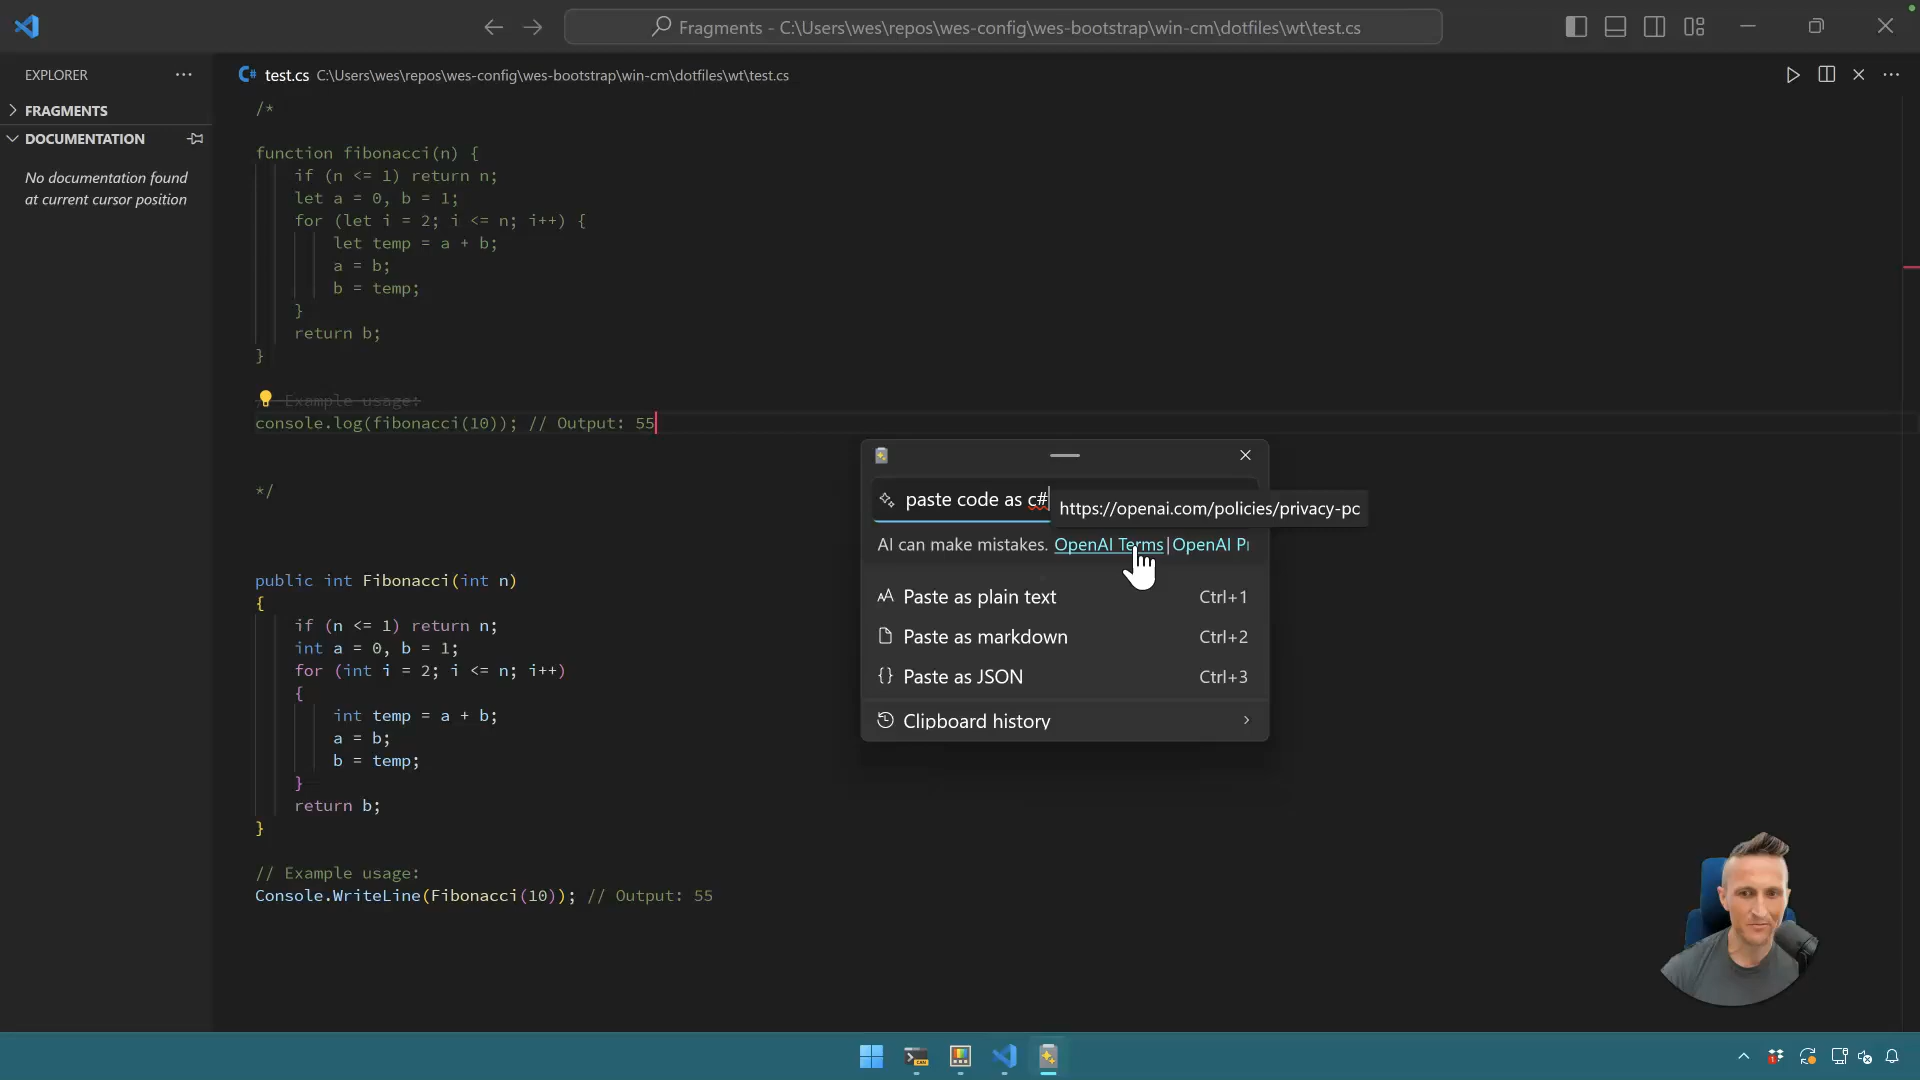 Fragments - C:\Users\wes\repos\wes-config\wes-bootstrap\win-cm\dotfiles\wt\test.cs
EXPLORER
FRAGMENTS
DOCUMENTATION
No documentation found
at current cursor position
C# test.cs C:\Users\wes\repos\wes-config\wes-bootstrap\win-cm\dotfiles\wt\test.cs
/*
function fibonacci(n) {
if (n <= 1) return n;
let a = 0, b = 1;
for (let i = 2; i <= n; i++) {
let temp = a + b;
a = b;
b = temp;
}
return b;
}
Example usage:
console.log(fibonacci(10)); // Output: 55
*/
public int Fibonacci(int n)
{
if (n <= 1) return n;
int a = 0, b = 1;
for (int i = 2; i <= n; i++)
{
int temp = a + b;
a = b;
b = temp;
}
return b;
}
// Example usage:
Console.WriteLine(Fibonacci(10)); // Output: 55
paste code as c#
https://openai.com/policies/privacy-pc
AI can make mistakes. OpenAI Terms|OpenAI Pr
Paste as plain text Ctrl+1
Paste as markdown Ctrl+2
{} Paste as JSON Ctrl+3
Clipboard history